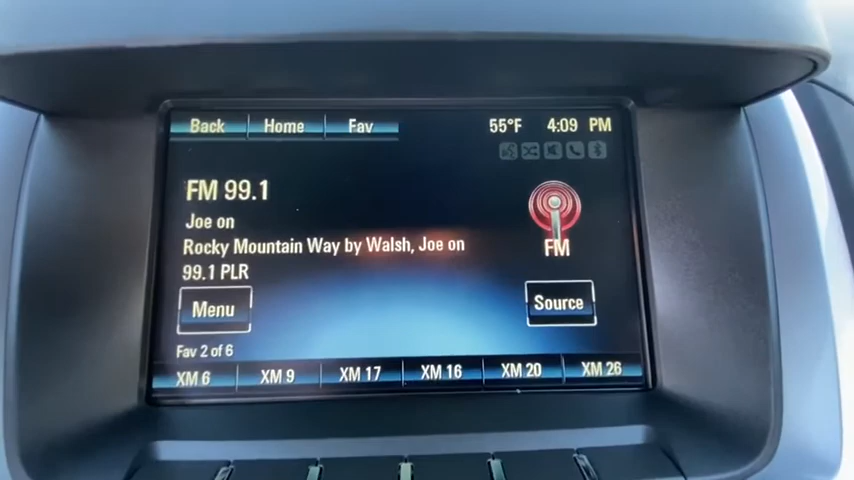 Back Home Fav 55°F 4:09 PM
FM 99.1
Joe on
Rocky Mountain Way by Walsh, Joe on
99.1 PLR
FM
Menu Source
Fav 2 of 6
XM 6 XM 9 XM 17 XM 16 XM 20 XM 26